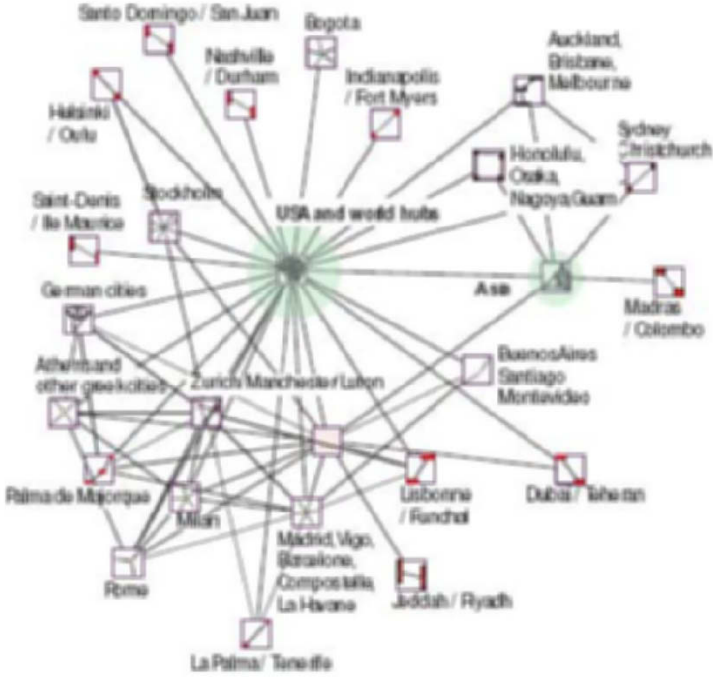 Santo Domingo / San Juan
Bogota
Auckland,
Brisbane,
Melbourne
Nashville
/ Durham
Indianapolis
/ Fort Myers
Helsinki
/ Oulu
Sydney
Christchurch
Honolulu,
Osaka,
Nagoya, Guam
Saint-Denis
/ Ile Maurice
Stockholm
USA and world hubs
German cities
Asia
Madras
/ Colombo
Athens and
other greek cities
Zurich Manchester/Luton
Buenos Aires
Santiago
Montevideo
Palma de Majorque
Milan
Lisbonne
/ Funchal
Dubai / Teheran
Madrid, Vigo,
Barcelone,
Compostella,
La Havane
Rome
Jeddah / Riyadh
La Palma / Tenerife